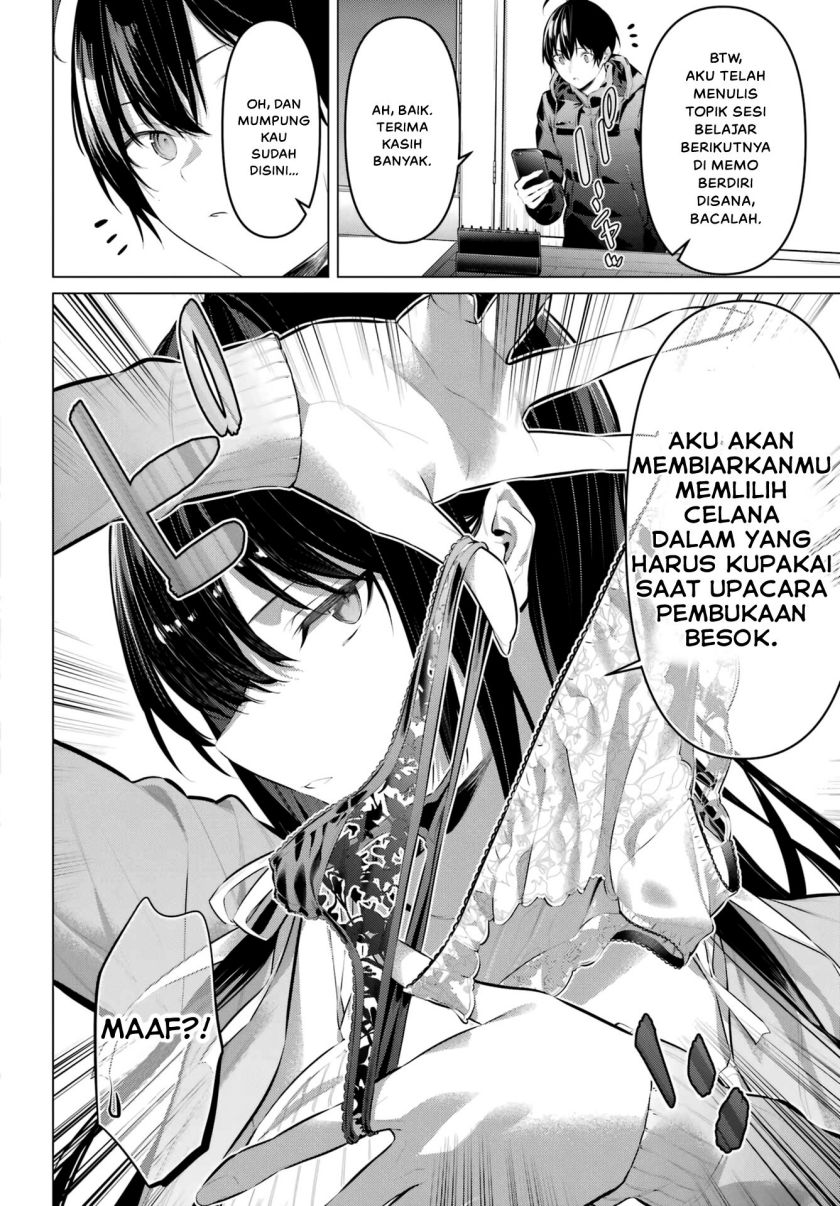 BTW,
AKU TELAH
MENULIS
TOPIK SESI
BELAJAR
BERIKUTNYA
DI MEMO
BERDIRI
DISANA,
BACALAH.
AH, BAIK.
TERIMA
KASIH
BANYAK.
OH, DAN
MUMPUNG
KAU
SUDAH
DISINI...
AKU AKAN
MEMBIARKANMU
MEMLILIH
CELANA
DALAM YANG
HARUS KUPAKAI
SAAT UPACARA
PEMBUKAAN
BESOK.
MAAF?!